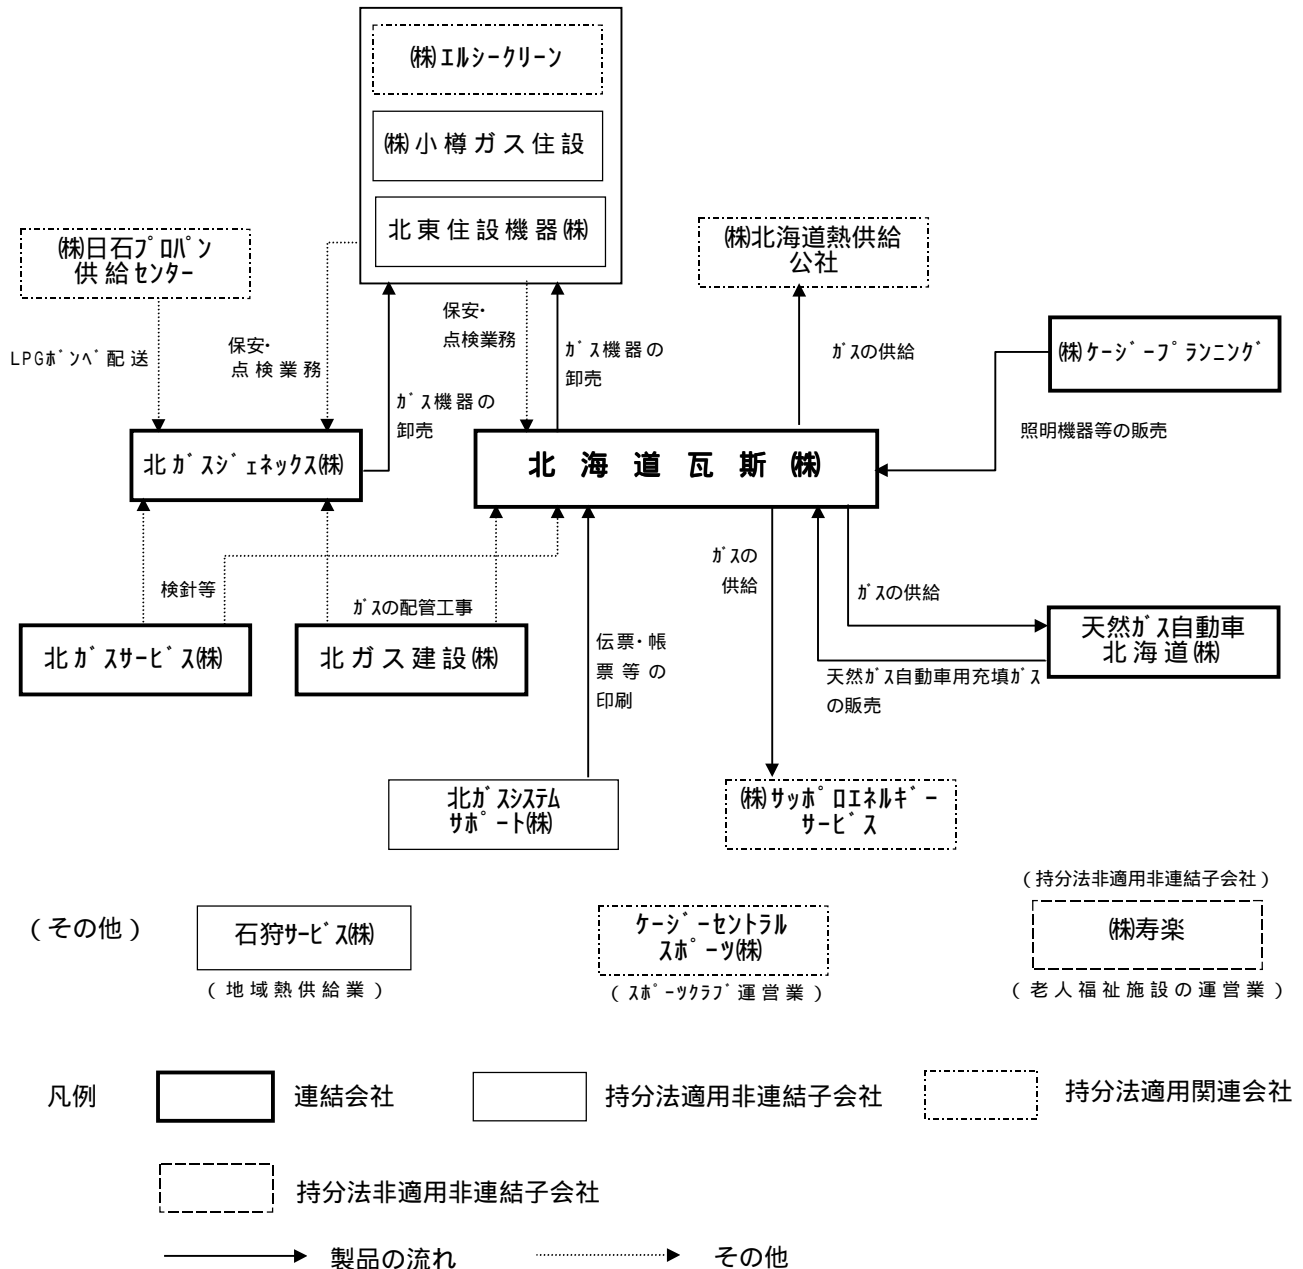 ㈱エルシークリーン
㈱小樽ガス住設
北東住設機器㈱
㈱日石プロパン
供給センター
㈱北海道熱供給
公社
LPGボンベ配送
保安・
点検業務
保安・
点検業務
ガス機器の
卸売
ガス機器の
卸売
ガスの供給
㈱ケージープランニング
照明機器等の販売
北ガスジェネックス㈱
北海道瓦斯㈱
検針等
ガスの配管工事
ガスの
供給
ガスの供給
北ガスサービス㈱
北ガス建設㈱
伝票・帳
票等の
印刷
天然ガス自動車
北海道㈱
天然ガス自動車用充填ガス
の販売
北ガスシステム
サポート㈱
㈱サッポロエネルギー
サービス
(その他)
石狩サービス㈱
(地域熱供給業)
ケージーセントラル
スポーツ㈱
(スポーツクラブ運営業)
(持分法非適用非連結子会社)
㈱寿楽
(老人福祉施設の運営業)
凡例
連結会社
持分法適用非連結子会社
持分法適用関連会社
持分法非適用非連結子会社
製品の流れ
その他